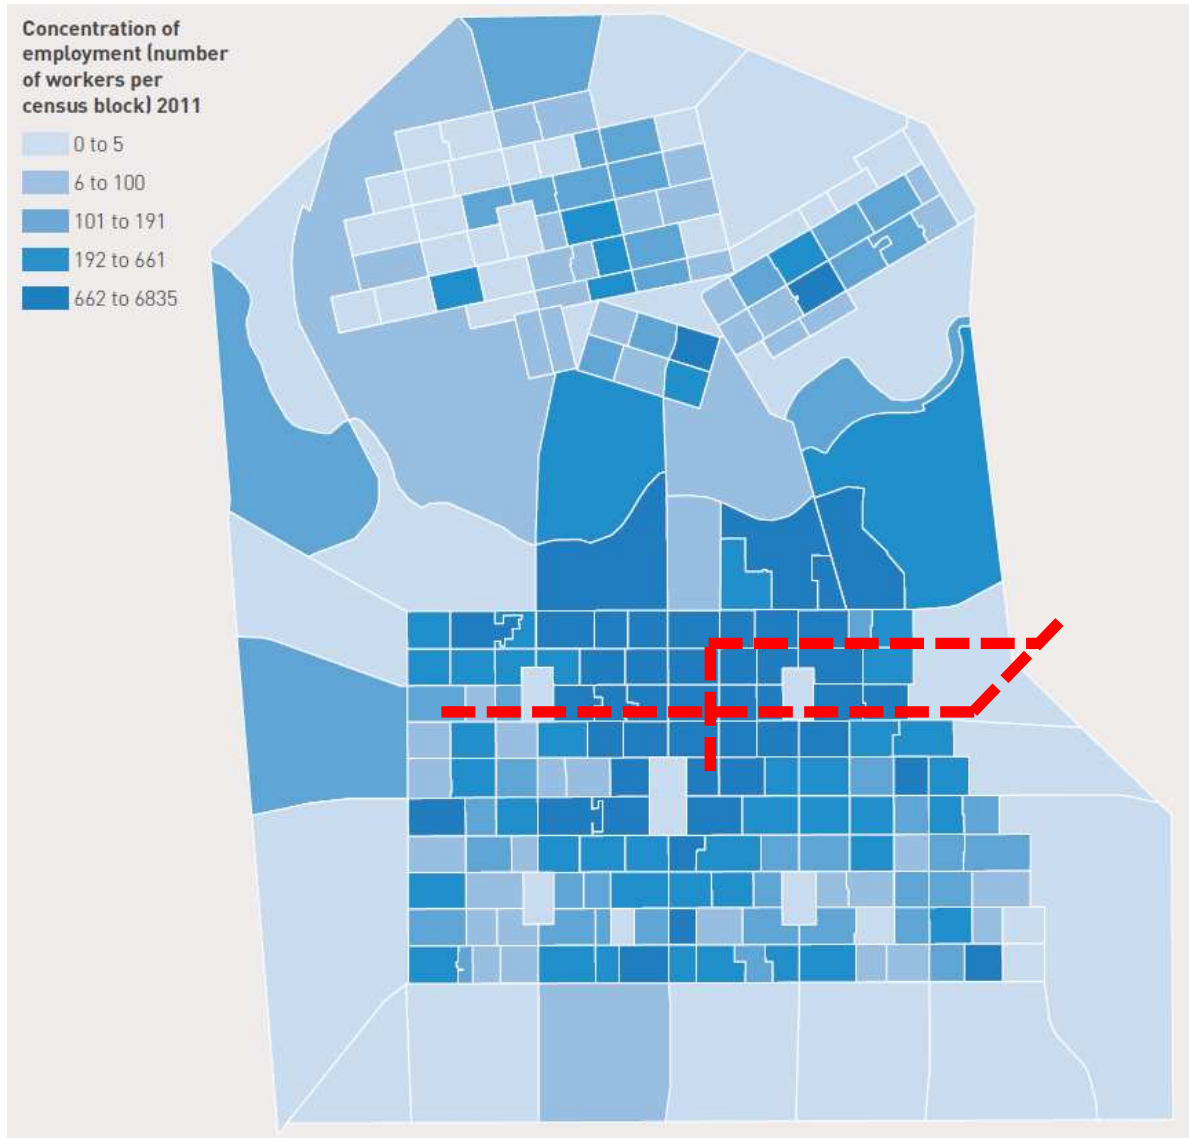 Concentration of
employment (number
of workers per
census block) 2011
0 to 5
6 to 100
101 to 191
192 to 661
662 to 6835